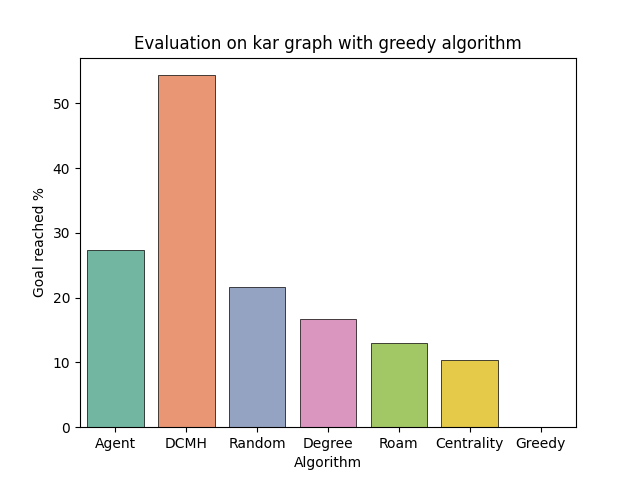 Evaluation on kar graph with greedy algorithm
Goal reached %
50
40
30
20
10
0
Agent DCMH Random Degree Roam Centrality Greedy
Algorithm